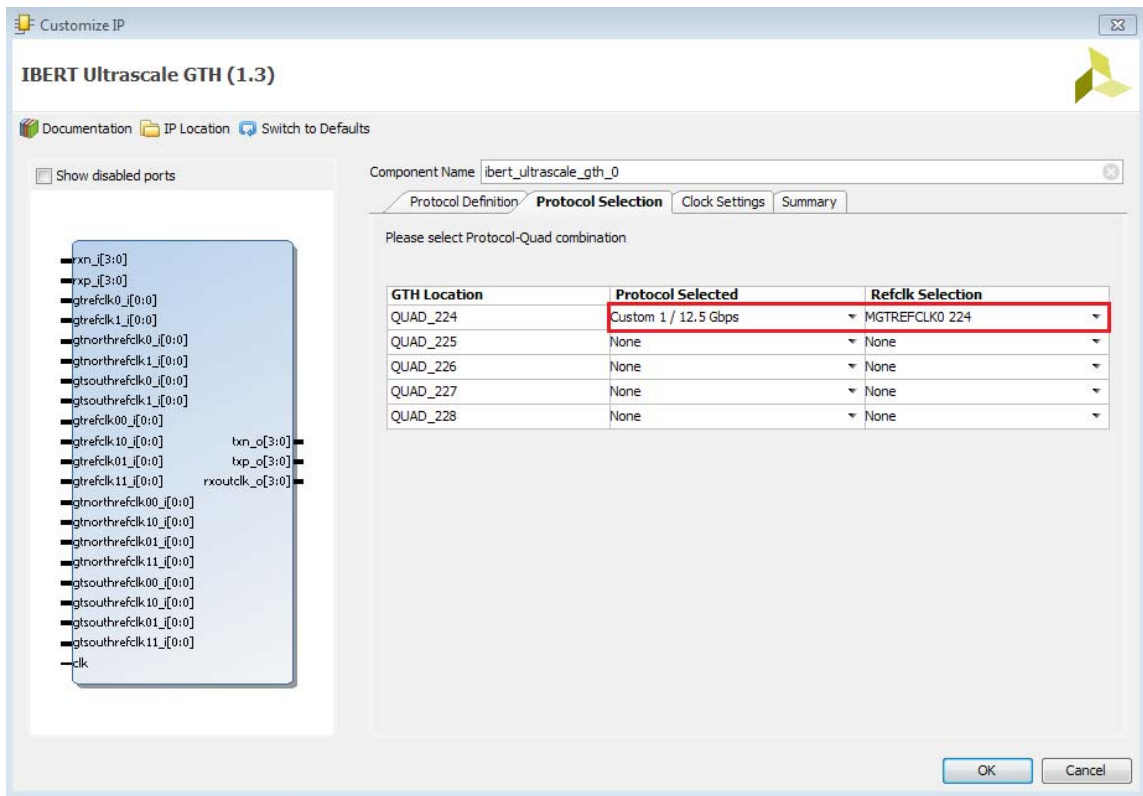 Customize IP
IBERT Ultrascale GTH (1.3)
Documentation IP Location Switch to Defaults
Show disabled ports
rxn_i[3:0]
rxp_i[3:0]
gtrefclk0_i[0:0]
gtrefclk1_i[0:0]
gtnorthrefclk0_i[0:0]
gtnorthrefclk1_i[0:0]
gtsouthrefclk0_i[0:0]
gtsouthrefclk1_i[0:0]
gtrefclk00_i[0:0]
gtrefclk10_i[0:0] txn_o[3:0]
gtrefclk01_i[0:0] txp_o[3:0]
gtrefclk11_i[0:0] rxoutclk_o[3:0]
gtnorthrefclk00_i[0:0]
gtnorthrefclk10_i[0:0]
gtnorthrefclk01_i[0:0]
gtnorthrefclk11_i[0:0]
gtsouthrefclk00_i[0:0]
gtsouthrefclk10_i[0:0]
gtsouthrefclk01_i[0:0]
gtsouthrefclk11_i[0:0]
clk
Component Name ibert_ultrascale_gth_0
Protocol Definition Protocol Selection Clock Settings Summary
Please select Protocol-Quad combination
GTH Location Protocol Selected Refclk Selection
QUAD_224 Custom 1 / 12.5 Gbps MGTREFCLK0 224
QUAD_225 None None
QUAD_226 None None
QUAD_227 None None
QUAD_228 None None
OK Cancel